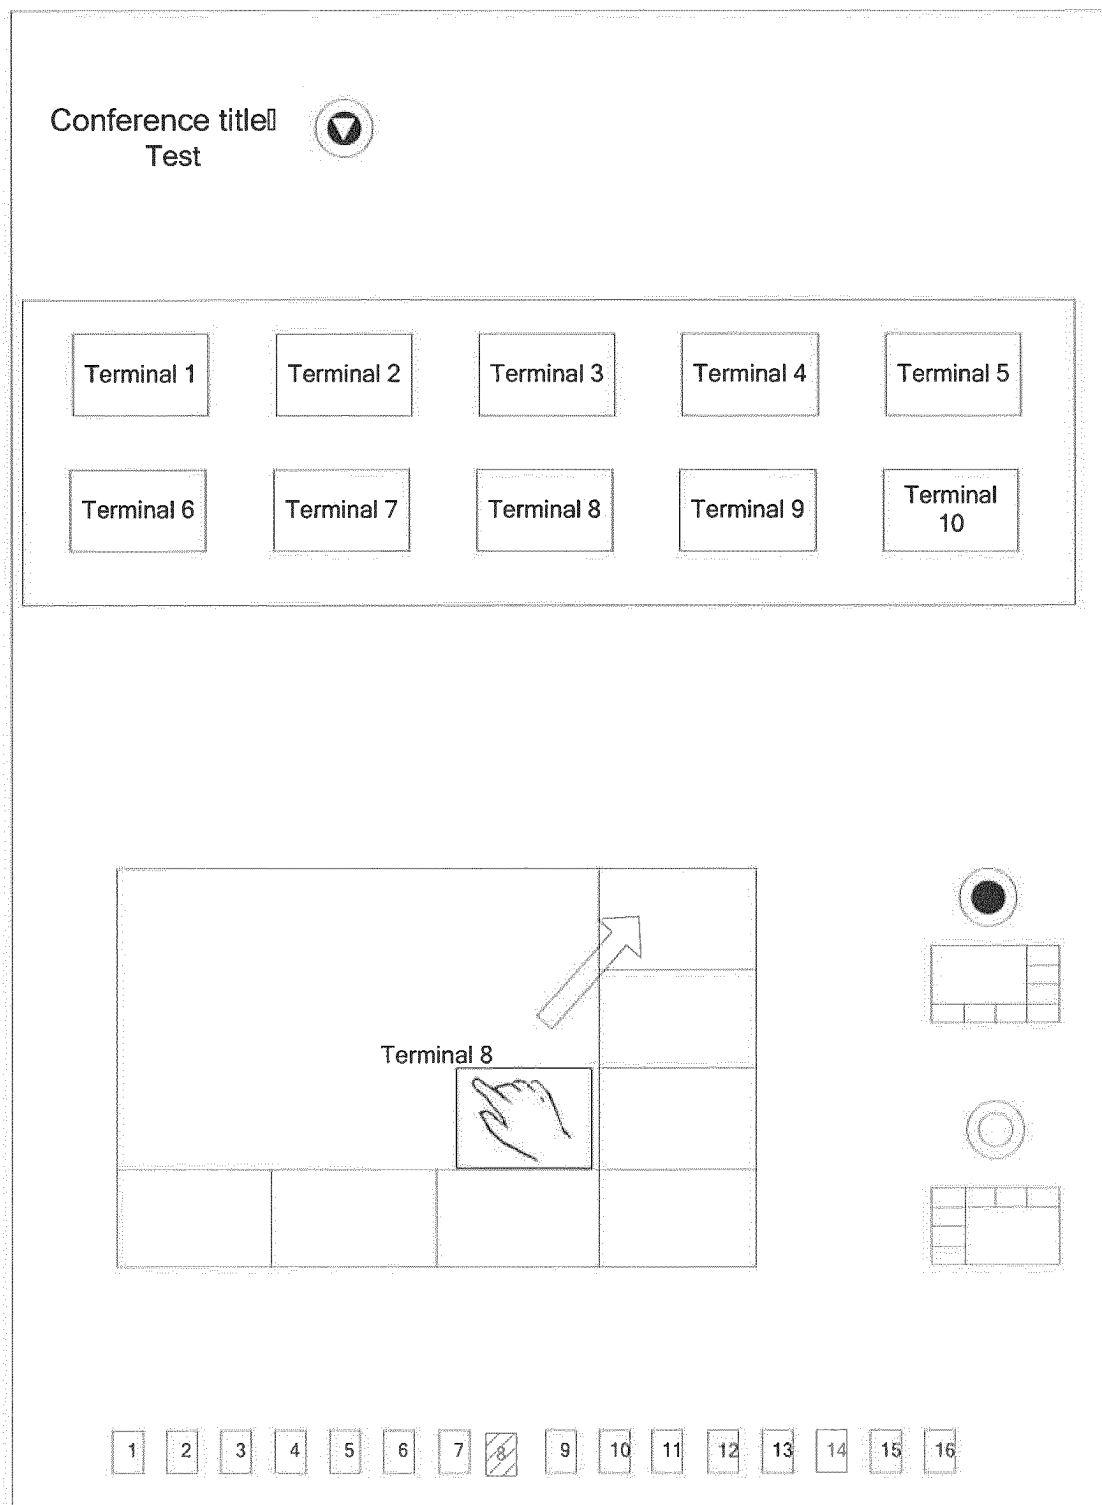 Conference title▯
Test
Terminal 1
Terminal 2
Terminal 3
Terminal 4
Terminal 5
Terminal 6
Terminal 7
Terminal 8
Terminal 9
Terminal
10
Terminal 8
1 2 3 4 5 6 7 8 9 10 11 12 13 14 15 16